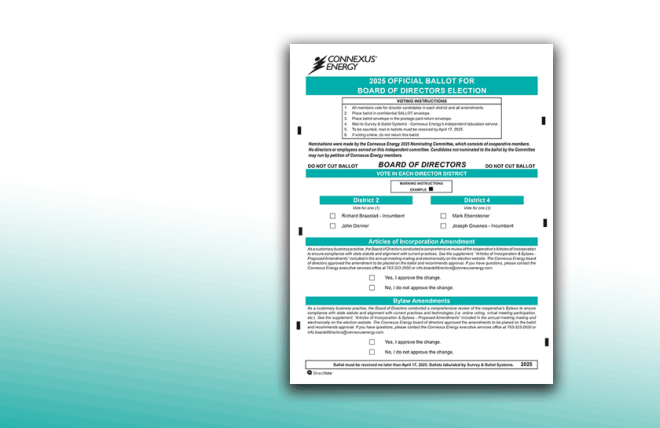 CONNEXUS®
ENERGY
2025 OFFICIAL BALLOT FOR
BOARD OF DIRECTORS ELECTION
VOTING INSTRUCTIONS
1. All members vote for director candidates in each district and all amendments.
2. Place ballot in confidential BALLOT envelope
3. Place ballot envelope in the postage-paid return envelope.
4. Mail to Survey & Ballot Systems - Connexus Energy's independent tabulation service.
5. To be counted, mail-in ballots must be received by April 17, 2025.
6. If voting online, do not return this ballot.
Nominations were made by the Connexus Energy 2025 Nominating Committee, which consists of cooperative members.
No directors or employees served on this independent committee. Candidates not nominated to the ballot by the Committee
may run by petition of Connexus Energy members.
DO NOT CUT BALLOT BOARD OF DIRECTORS DO NOT CUT BALLOT
VOTE IN EACH DIRECTOR DISTRICT
MARKING INSTRUCTIONS
EXAMPLE
District 2
Vote for one (1)
Richard Braastad - Incumbent
John Donner
District 4
Vote for one (1)
Mark Ebensteiner
Joseph Gruenes - Incumbent
Articles of Incorporation Amendment
As a customary business practice, the Board of Directors conducted a comprehensive review of the cooperative's Articles of Incorporation
to ensure compliance with state statute and alignment with current practices. See the supplement, "Articles of Incorporation & Bylaws -
Proposed Amendments" included in the annual meeting mailing and electronically on the election website. The Connexus Energy board
of directors approved the amendment to be placed on the ballot and recommends approval. If you have questions, please contact the
Connexus Energy executive services office at 763-323-2650 or info.boardofdirectors@connexusenergy.com.
Yes, I approve the change.
No, I do not approve the change.
Bylaw Amendments
As a customary business practice, the Board of Directors conducted a comprehensive review of the cooperative's Bylaws to ensure
compliance with state statute and alignment with current practices and technologies (i.e. online voting, virtual meeting participation,
etc.). See the supplement, "Articles of Incorporation & Bylaws - Proposed Amendments" included in the annual meeting mailing and
electronically on the election website. The Connexus Energy board of directors approved the amendments to be placed on the ballot
and recommends approval. If you have questions, please contact the Connexus Energy executive services office at 763-323-2650 or
info.boardofdirectors@connexusenergy.com.
Yes, I approve the change.
No, I do not approve the change.
Ballot must be received no later than April 17, 2025. Ballots tabulated by Survey & Ballot Systems. 2025
DirectVote